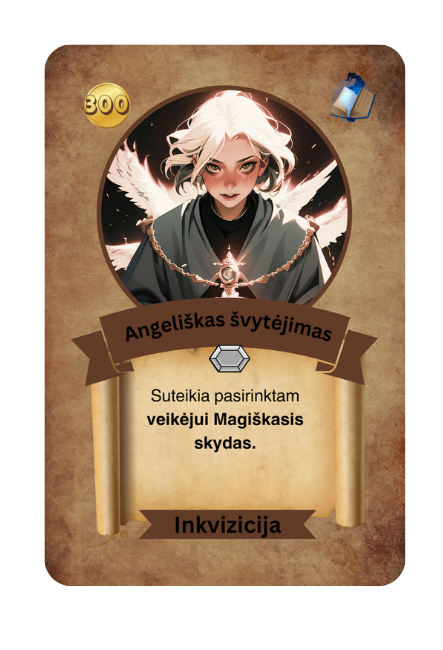 300
Angeliškas švytėjimas
Suteikia pasirinktam
veikėjui Magiškasis
skydas.
Inkvizicija